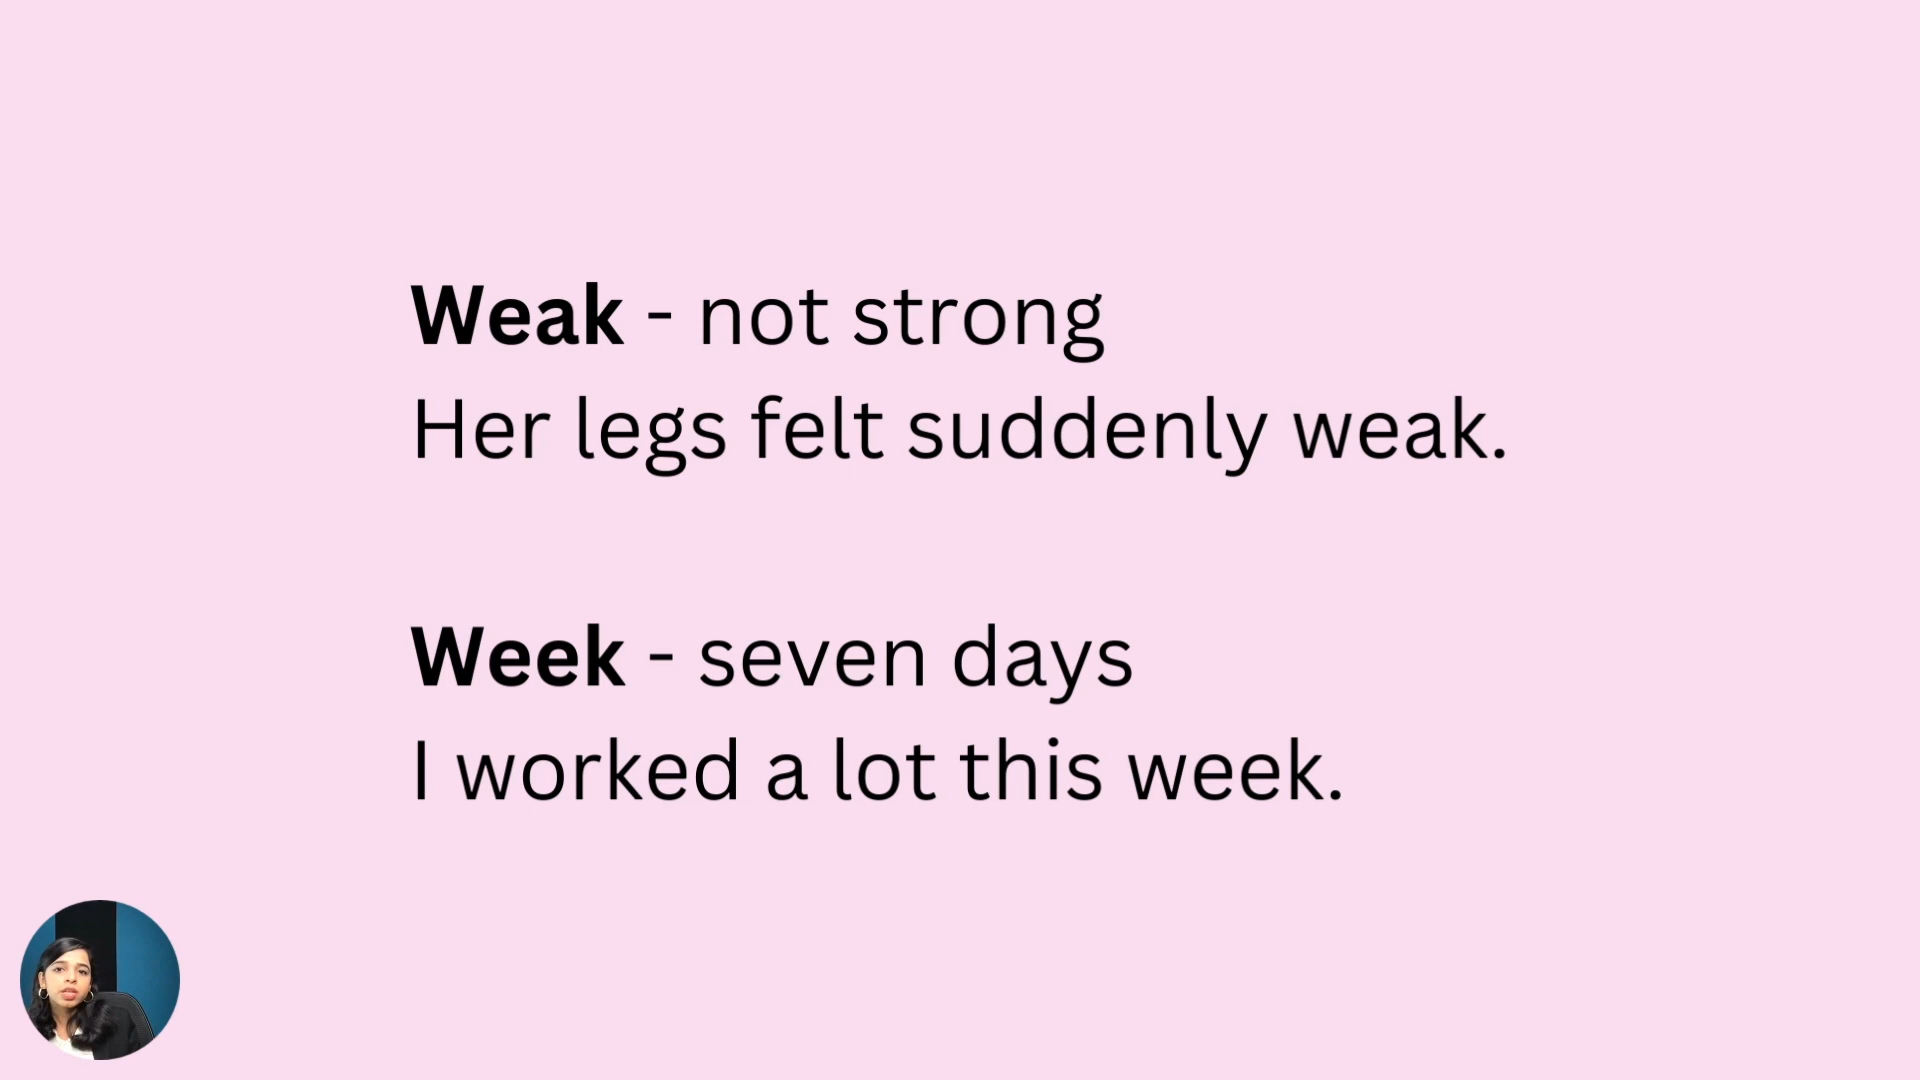 Weak - not strong
Her legs felt suddenly weak.
Week - seven days
I worked a lot this week.